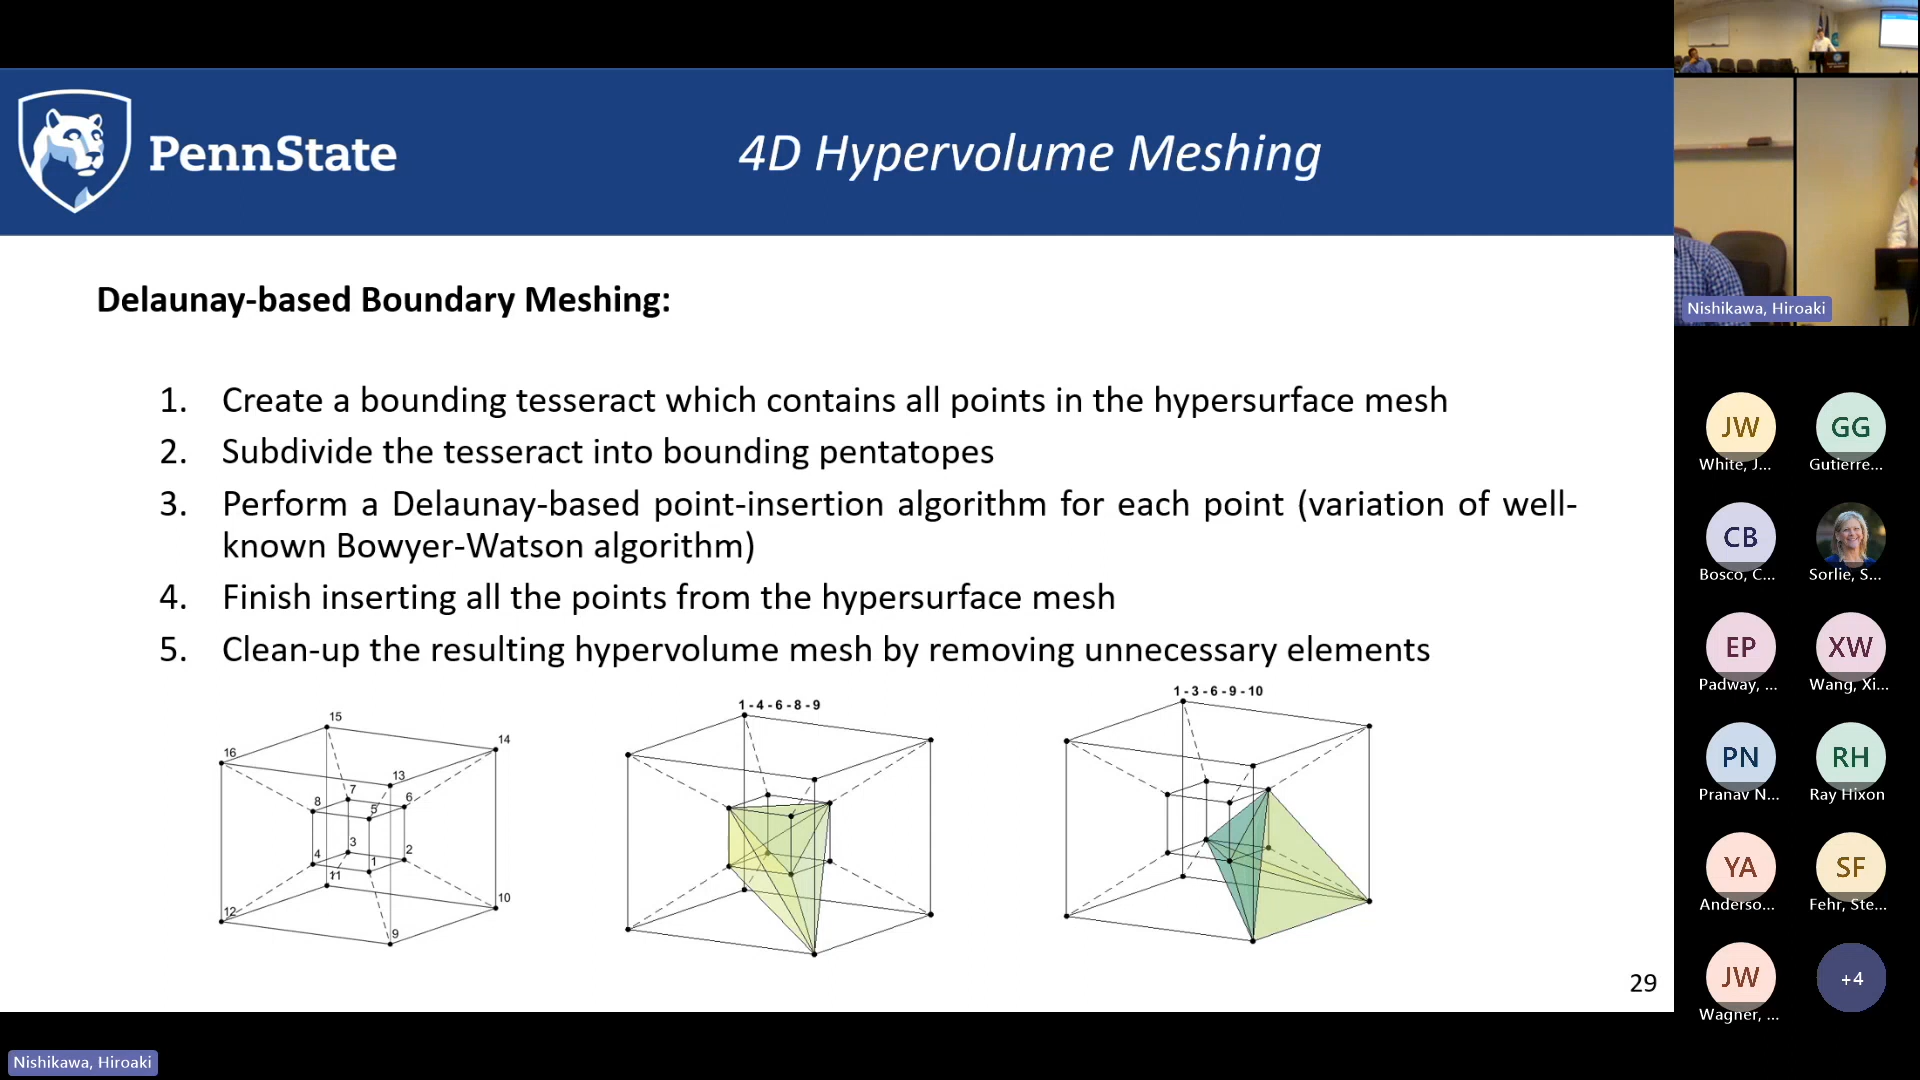 PennState
4D Hypervolume Meshing
Delaunay-based Boundary Meshing:
1. Create a bounding tesseract which contains all points in the hypersurface mesh
2. Subdivide the tesseract into bounding pentatopes
3. Perform a Delaunay-based point-insertion algorithm for each point (variation of well-
known Bowyer-Watson algorithm)
4. Finish inserting all the points from the hypersurface mesh
5. Clean-up the resulting hypervolume mesh by removing unnecessary elements
15
14
16
13
7
6
8
5
3
2
4
1
11
10
12
9
1 - 4 - 6 - 8 - 9
1 - 3 - 6 - 9 - 10
29
Nishikawa, Hiroaki
JW
White, J...
GG
Gutierre...
CB
Bosco, C...
Sorlie, S...
EP
Padway, ...
XW
Wang, Xi...
PN
Pranav N...
RH
Ray Hixon
YA
Anderso...
SF
Fehr, Ste...
JW
Wagner, ...
+4
Nishikawa, Hiroaki